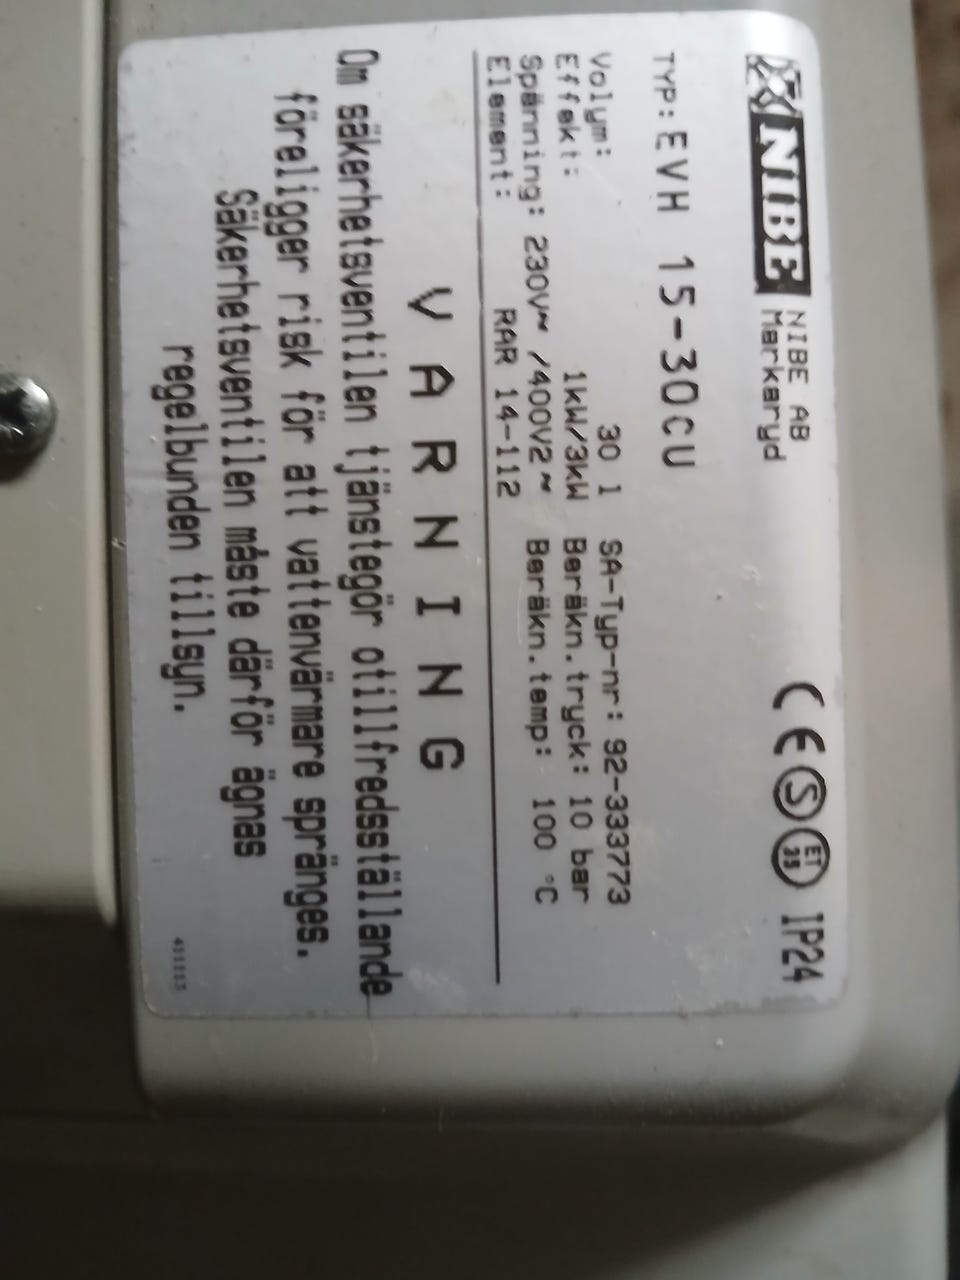 NIBE
NIBE AB
Markaryd
IP24
TYP: EVH 15-30CU
Volym: 30 l SA-Typ-nr: 92-333773
Effekt: 1kW/3kW Beräkn.tryck: 10 bar
Spänning: 230V~ /400V2~ Beräkn.temp: 100 °C
Element: RAR 14-112
VARNING
Om säkerhetsventilen tjänstegör otillfredsställande
föreligger risk för att vattenvärmare spränges.
Säkerhetsventilen måste därför ägnas
regelbunden tillsyn.